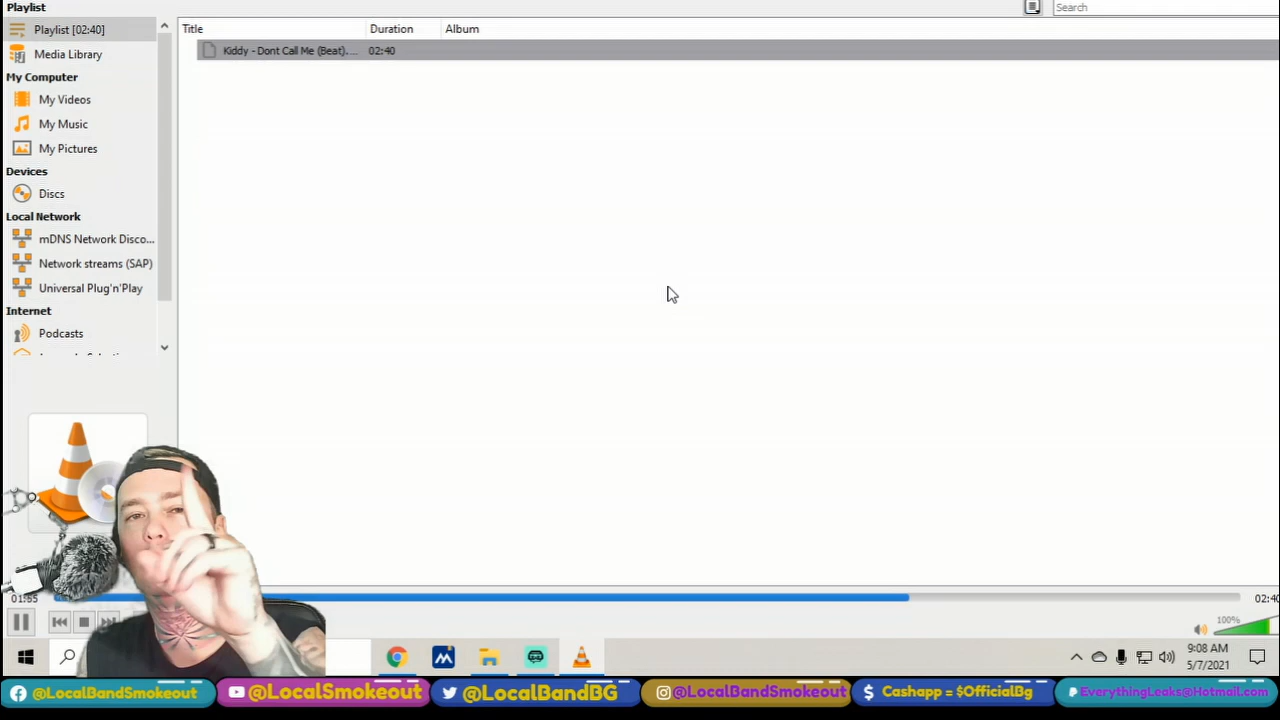 Playlist
Search
Playlist [02:40]
Media Library
My Computer
My Videos
My Music
My Pictures
Devices
Discs
Local Network
mDNS Network Disco...
Network streams (SAP)
Universal Plug'n'Play
Internet
Podcasts
Title Duration Album
Kiddy - Dont Call Me (Beat).... 02:40
01:55
02:40
100%
9:08 AM
5/7/2021
@LocalBandSmokeout
@LocalSmokeout
@LocalBandBG
@LocalBandSmokeout
Cashapp = $OfficialBg
EverythingLeaks@Hotmail.com